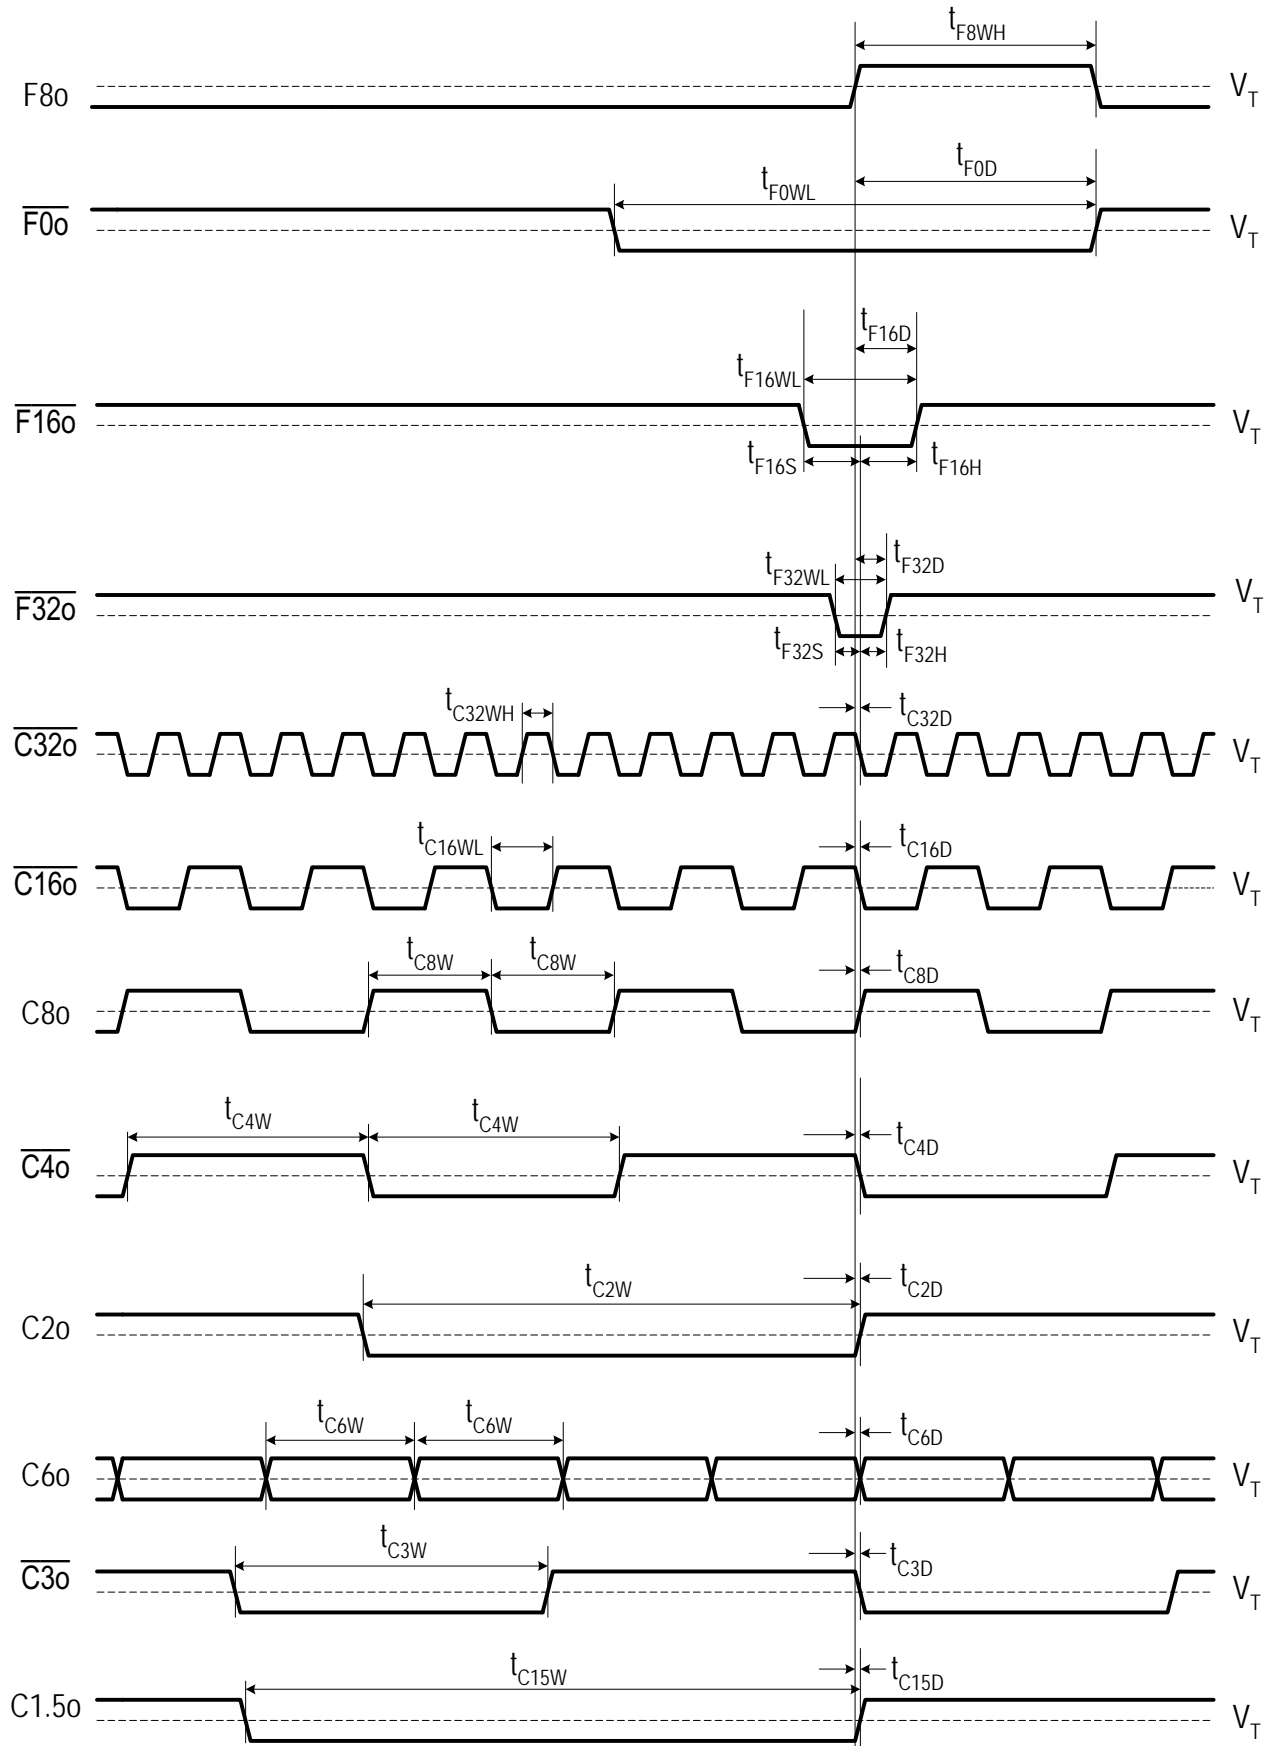 tF8WH
F8o VT
tF0D
tF0WL
F0o VT
tF16D
tF16WL
F16o VT
tF16S tF16H
tF32D
tF32WL
F32o VT
tF32S tF32H
tC32WH tC32D
C32o VT
tC16WL tC16D
C16o VT
tC8W tC8W tC8D
C8o VT
tC4W tC4W tC4D
C4o VT
tC2W tC2D
C2o VT
tC6W tC6W tC6D
C6o VT
tC3W tC3D
C3o VT
tC15W tC15D
C1.5o VT